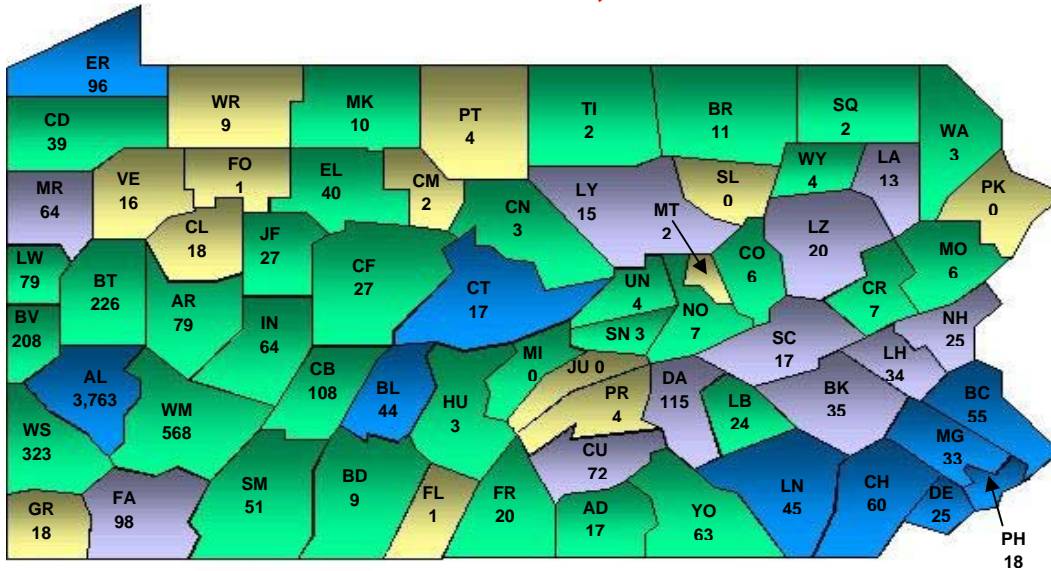 ER
96
WR
9
MK
10
PT
4
TI
2
BR
11
SQ
2
WA
3
CD
39
MR
64
VE
16
FO
1
EL
40
CM
2
CN
3
LY
15
SL
0
MT
2
WY
4
LA
13
PK
0
LZ
20
MO
6
CL
18
JF
27
CF
27
CT
17
UN
4
SN 3
NO
7
CO
6
CR
7
NH
25
LW
79
BT
226
AR
79
IN
64
BV
208
AL
3,763
WM
568
CB
108
BL
44
HU
3
MI
0
JU 0
PR
4
DA
115
LB
24
SC
17
LH
34
BK
35
BC
55
MG
33
WS
323
GR
18
FA
98
SM
51
BD
9
FL
1
FR
20
CU
72
AD
17
YO
63
LN
45
CH
60
DE
25
PH
18